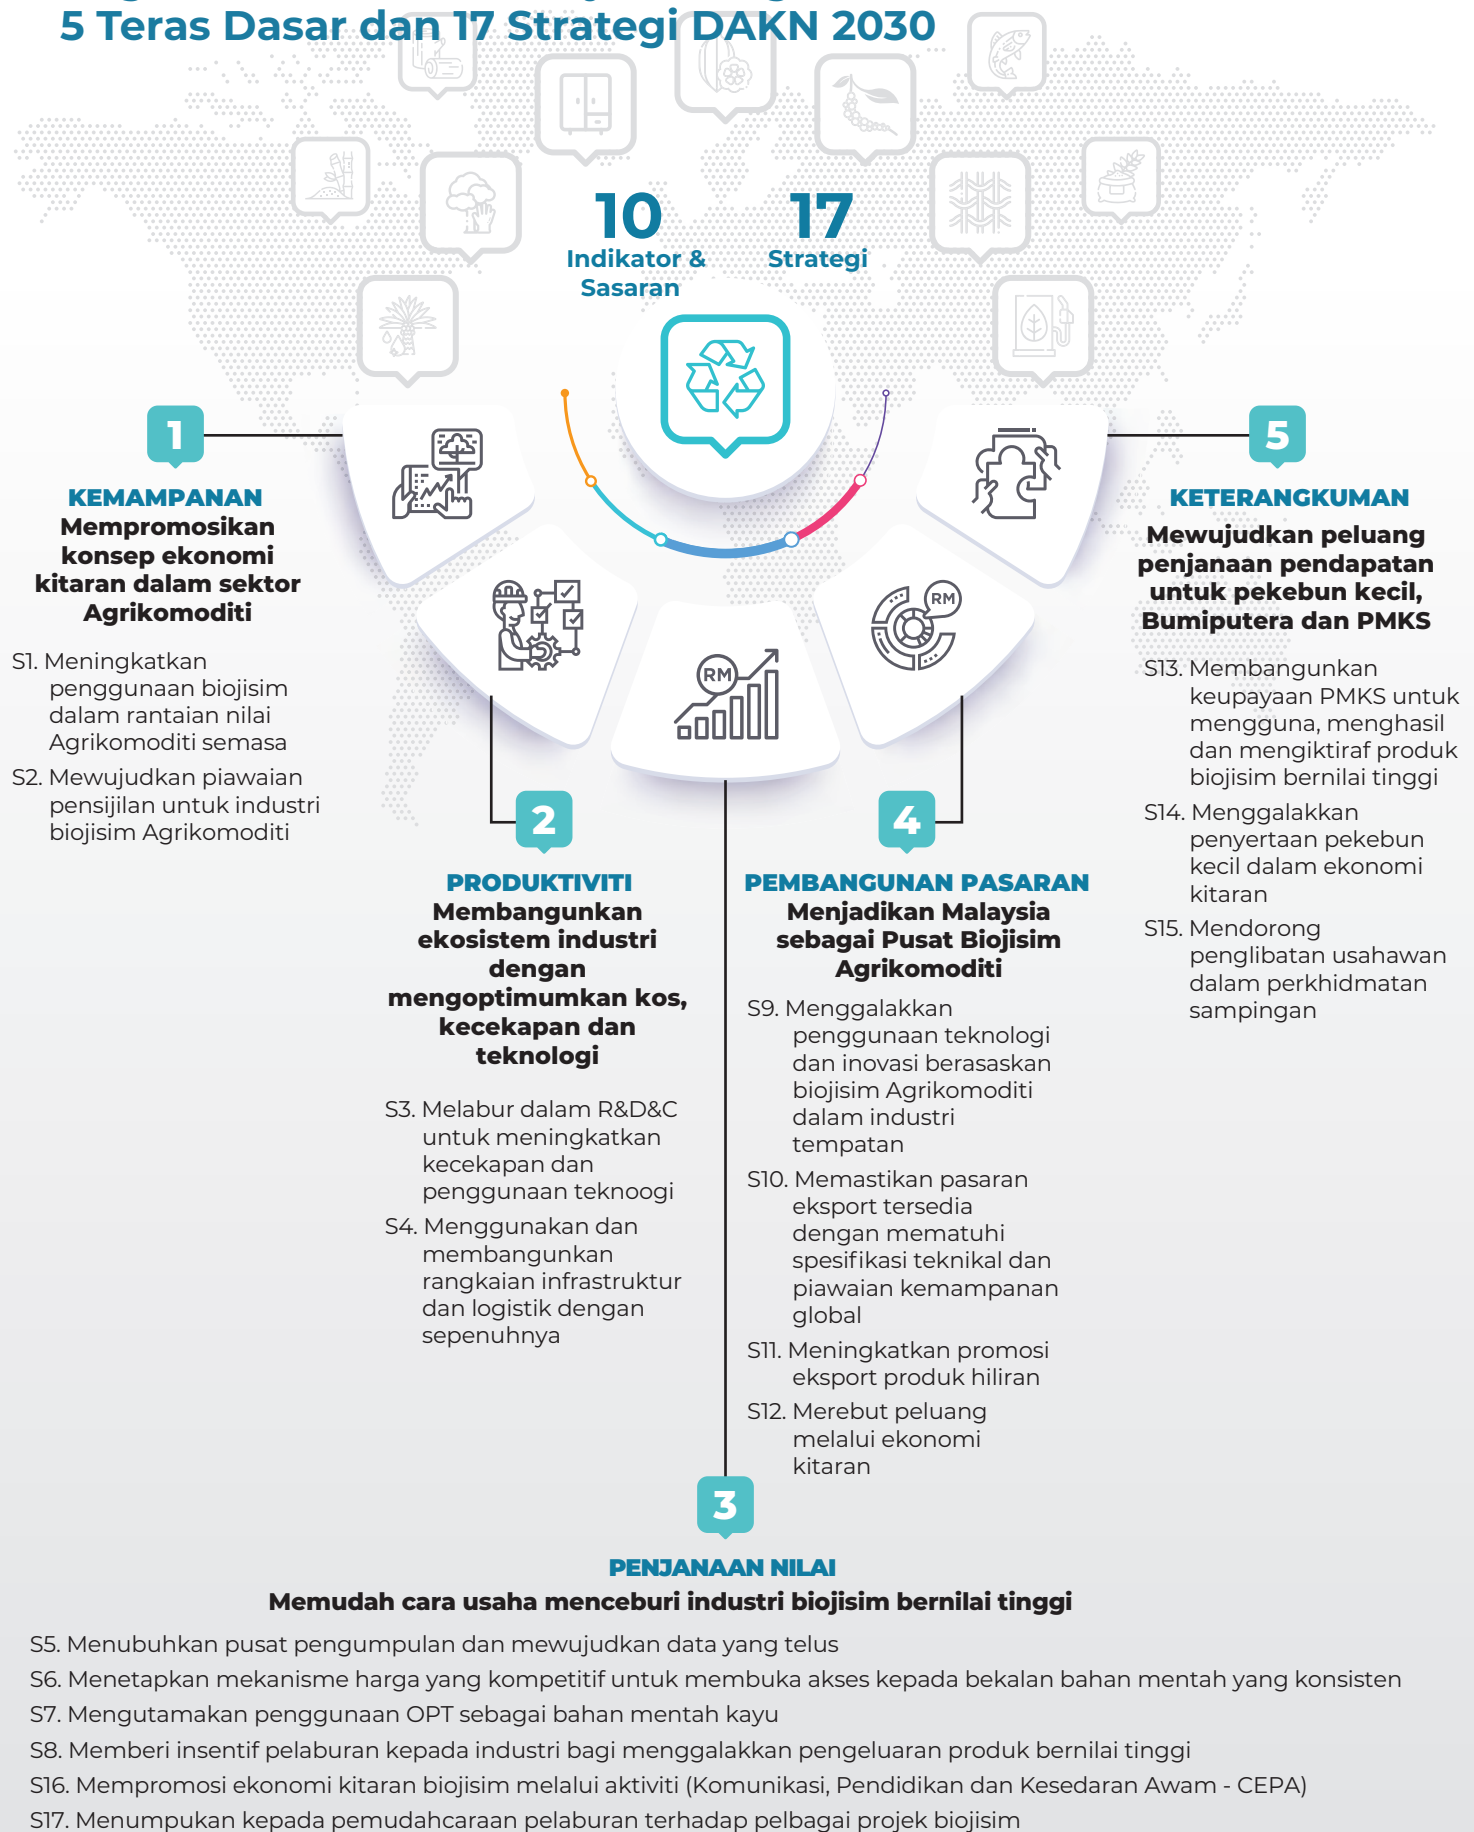 5 Teras Dasar dan 17 Strategi DAKN 2030
10
Indikator &
Sasaran
17
Strategi
1
KEMAMPANAN
Mempromosikan
konsep ekonomi
kitaran dalam sektor
Agrikomoditi
S1. Meningkatkan
penggunaan biojisim
dalam rantaian nilai
Agrikomoditi semasa
S2. Mewujudkan piawaian
pensijilan untuk industri
biojisim Agrikomoditi
2
PRODUKTIVITI
Membangunkan
ekosistem industri
dengan
mengoptimumkan kos,
kecekapan dan
teknologi
S3. Melabur dalam R&D&C
untuk meningkatkan
kecekapan dan
penggunaan teknoogi
S4. Menggunakan dan
membangunkan
rangkaian infrastruktur
dan logistik dengan
sepenuhnya
RM
RM
4
PEMBANGUNAN PASARAN
Menjadikan Malaysia
sebagai Pusat Biojisim
Agrikomoditi
S9. Menggalakkan
penggunaan teknologi
dan inovasi berasaskan
biojisim Agrikomoditi
dalam industri
tempatan
S10. Memastikan pasaran
eksport tersedia
dengan mematuhi
spesifikasi teknikal dan
piawaian kemampanan
global
S11. Meningkatkan promosi
eksport produk hiliran
S12. Merebut peluang
melalui ekonomi
kitaran
5
KETERANGKUMAN
Mewujudkan peluang
penjanaan pendapatan
untuk pekebun kecil,
Bumiputera dan PMKS
S13. Membangunkan
keupayaan PMKS untuk
mengguna, menghasil
dan mengiktiraf produk
biojisim bernilai tinggi
S14. Menggalakkan
penyertaan pekebun
kecil dalam ekonomi
kitaran
S15. Mendorong
penglibatan usahawan
dalam perkhidmatan
sampingan
3
PENJANAAN NILAI
Memudah cara usaha menceburi industri biojisim bernilai tinggi
S5. Menubuhkan pusat pengumpulan dan mewujudkan data yang telus
S6. Menetapkan mekanisme harga yang kompetitif untuk membuka akses kepada bekalan bahan mentah yang konsisten
S7. Mengutamakan penggunaan OPT sebagai bahan mentah kayu
S8. Memberi insentif pelaburan kepada industri bagi menggalakkan pengeluaran produk bernilai tinggi
S16. Mempromosi ekonomi kitaran biojisim melalui aktiviti (Komunikasi, Pendidikan dan Kesedaran Awam - CEPA)
S17. Menumpukan kepada pemudahcaraan pelaburan terhadap pelbagai projek biojisim